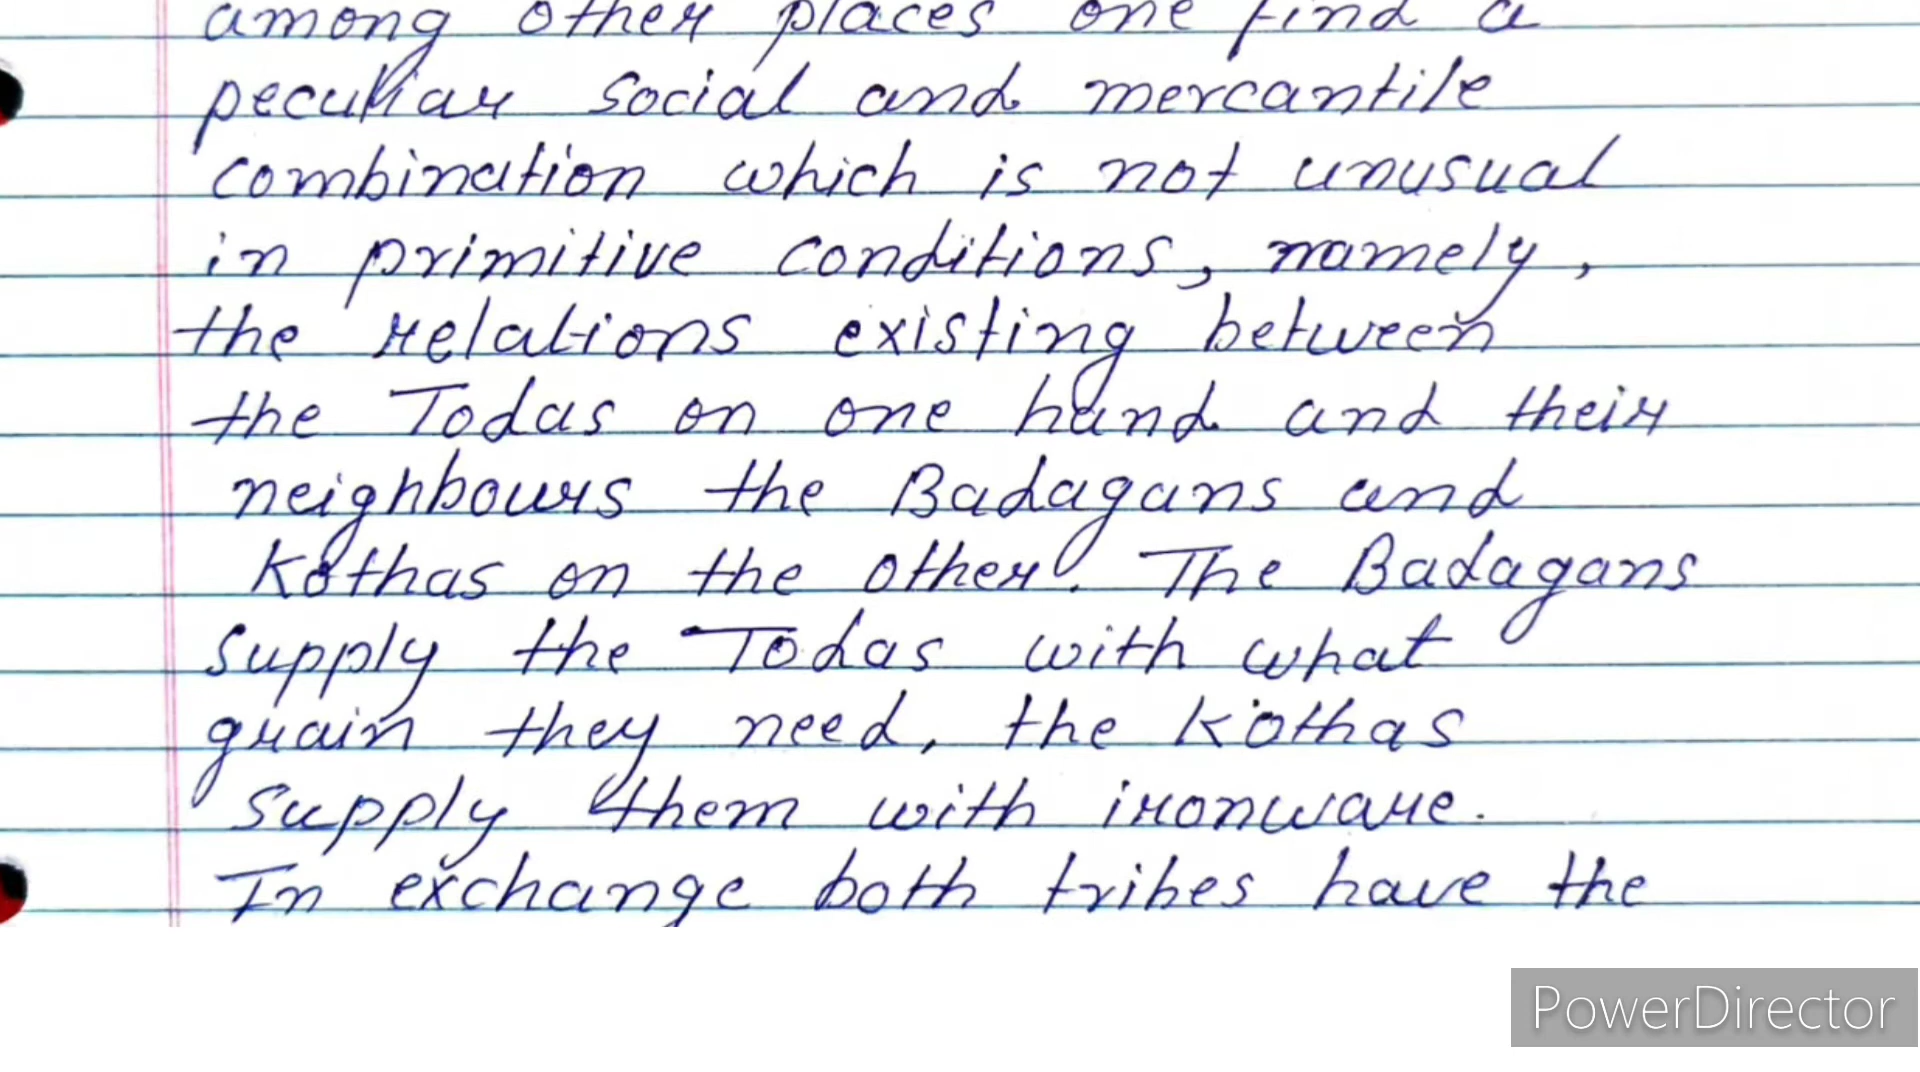 among other places one find a
peculiar social and mercantile
combination which is not unusual
in primitive conditions, namely,
the relations existing between
the Todas on one hand and their
neighbours the Badagans and
Kothas on the other. The Badagans
supply the Todas with what
grain they need, the Kothas
supply them with ironware.
In exchange both tribes have the
PowerDirector